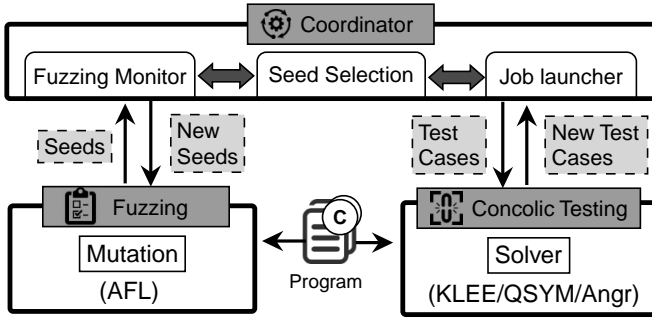 Coordinator
Fuzzing Monitor
Seed Selection
Job launcher
Seeds
New
Seeds
Test
Cases
New Test
Cases
Fuzzing
C
Concolic Testing
Mutation
(AFL)
Program
Solver
(KLEE/QSYM/Angr)